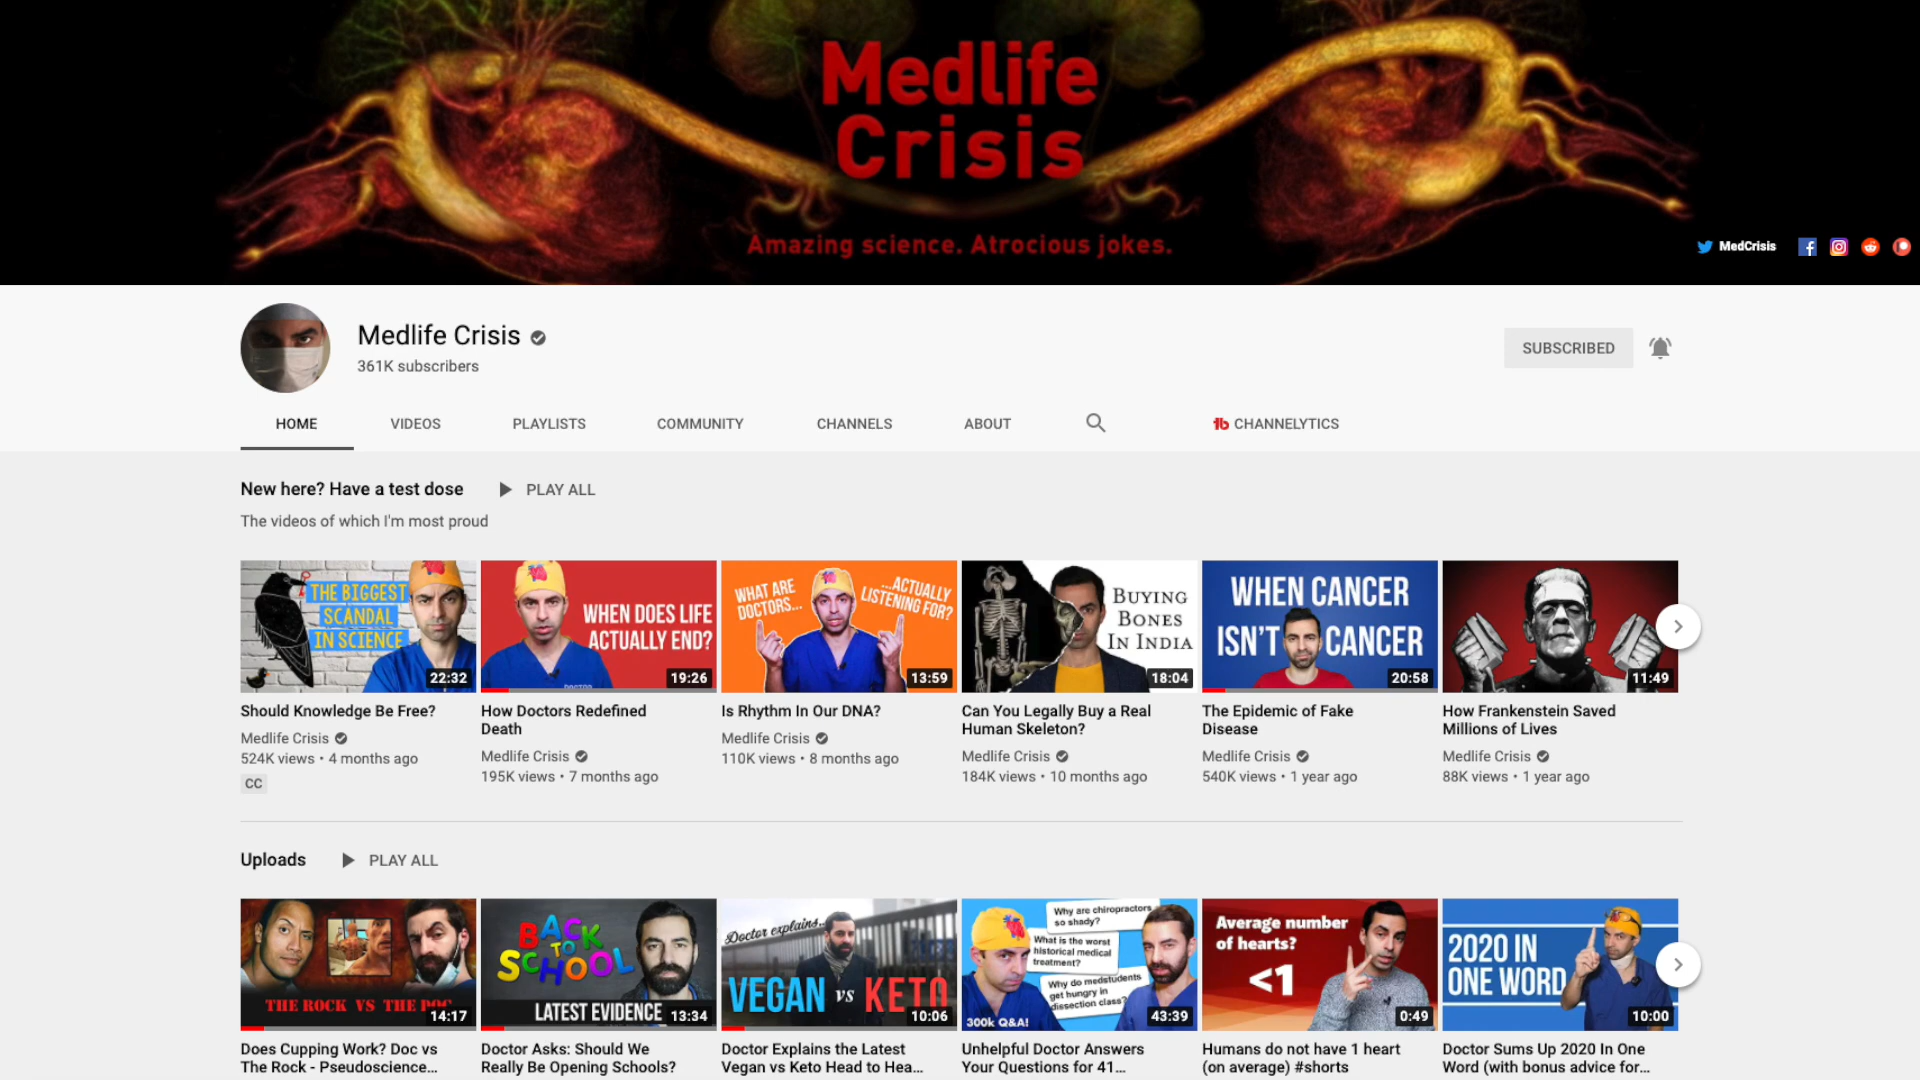 Medlife
Crisis
Amazing science. Atrocious jokes.
MedCrisis
Medlife Crisis
361K subscribers
SUBSCRIBED
HOME VIDEOS PLAYLISTS COMMUNITY CHANNELS ABOUT CHANNELYTICS
New here? Have a test dose PLAY ALL
The videos of which I'm most proud
THE BIGGEST
SCANDAL
IN SCIENCE
22:32
Should Knowledge Be Free?
Medlife Crisis
524K views • 4 months ago
CC
WHEN DOES LIFE
ACTUALLY END?
19:26
How Doctors Redefined
Death
Medlife Crisis
195K views • 7 months ago
WHAT ARE
DOCTORS...
...ACTUALLY
LISTENING FOR?
13:59
Is Rhythm In Our DNA?
Medlife Crisis
110K views • 8 months ago
BUYING
BONES
IN INDIA
18:04
Can You Legally Buy a Real
Human Skeleton?
Medlife Crisis
184K views • 10 months ago
WHEN CANCER
ISN'T CANCER
20:58
The Epidemic of Fake
Disease
Medlife Crisis
540K views • 1 year ago
11:49
How Frankenstein Saved
Millions of Lives
Medlife Crisis
88K views • 1 year ago
Uploads PLAY ALL
THE ROCK VS THE DOC
14:17
Does Cupping Work? Doc vs
The Rock - Pseudoscience...
BACK
TO
SCHOOL
LATEST EVIDENCE
13:34
Doctor Asks: Should We
Really Be Opening Schools?
Doctor explains...
VEGAN vs KETO
10:06
Doctor Explains the Latest
Vegan vs Keto Head to Hea...
Why are chiropractors
so shady?
What is the worst
historical medical
treatment?
Why do medstudents
get hungry in
dissection class?
300k Q&A!
43:39
Unhelpful Doctor Answers
Your Questions for 41...
Average number
of hearts?
<1
0:49
Humans do not have 1 heart
(on average) #shorts
2020 IN
ONE WORD
10:00
Doctor Sums Up 2020 In One
Word (with bonus advice for...